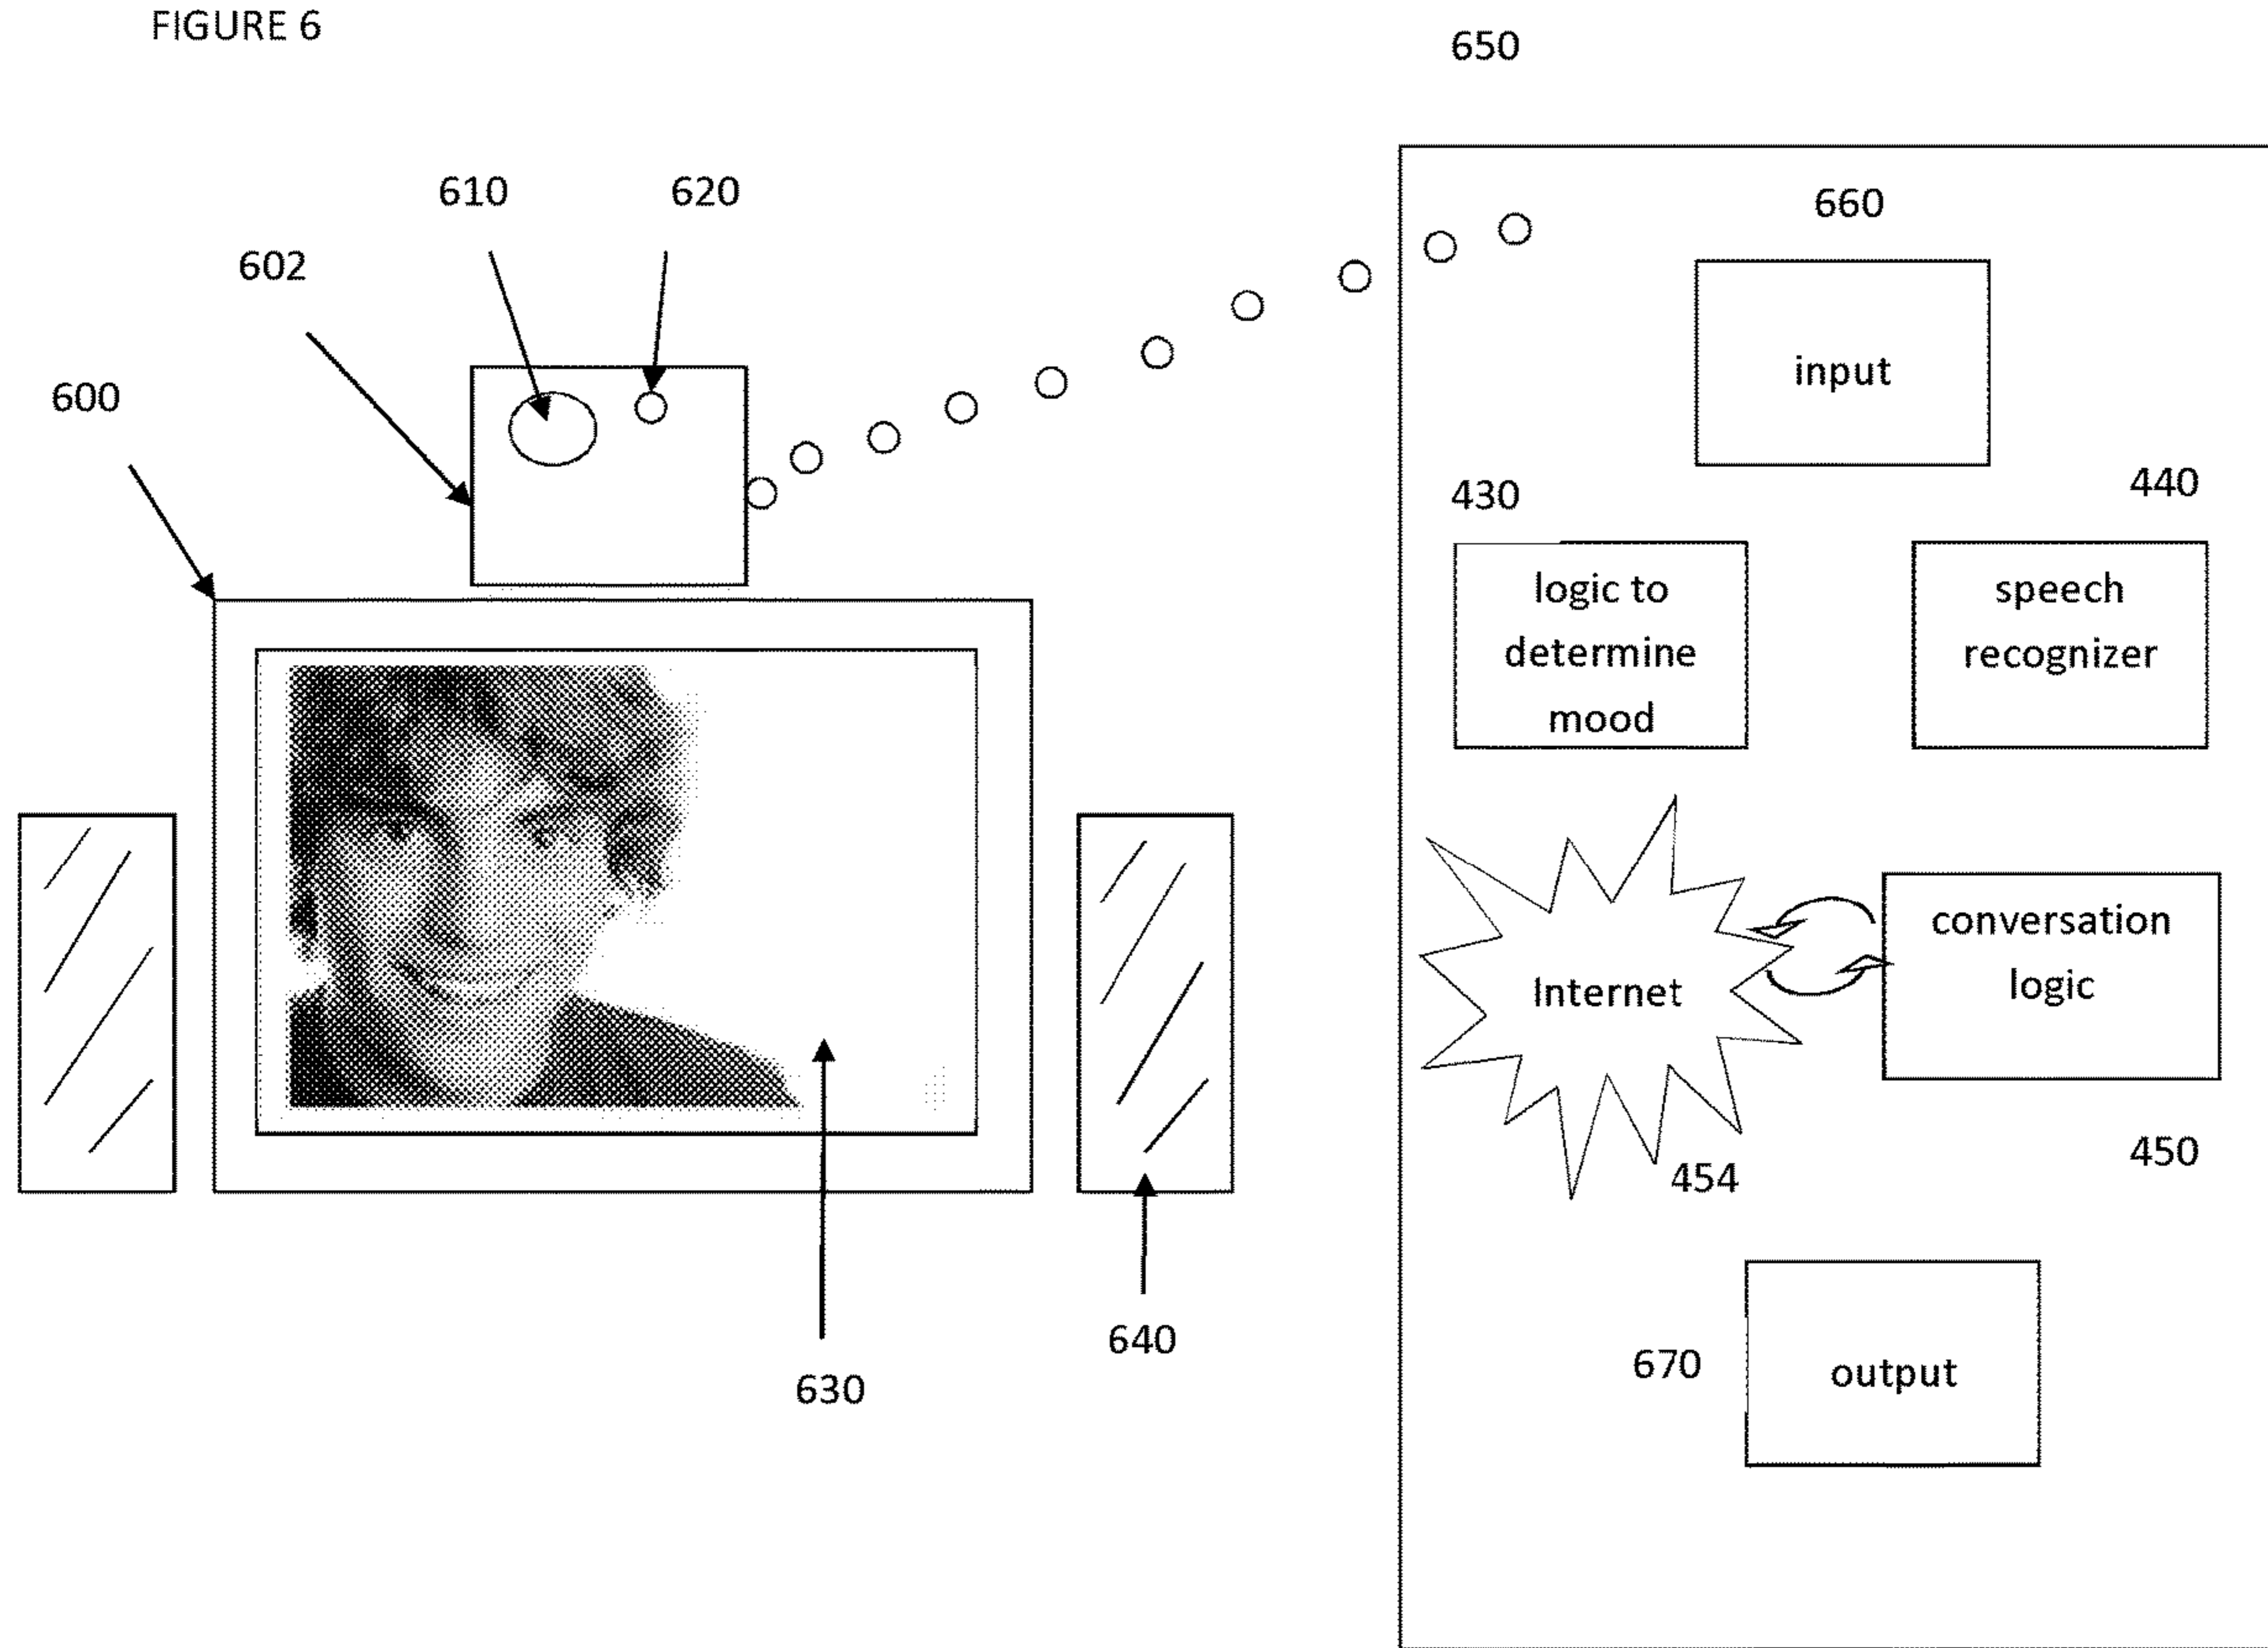 FIGURE 6
650
610
620
660
602
600
input
430
440
logic to
determine
mood
speech
recognizer
conversation
logic
Internet
454
450
640
670
output
630